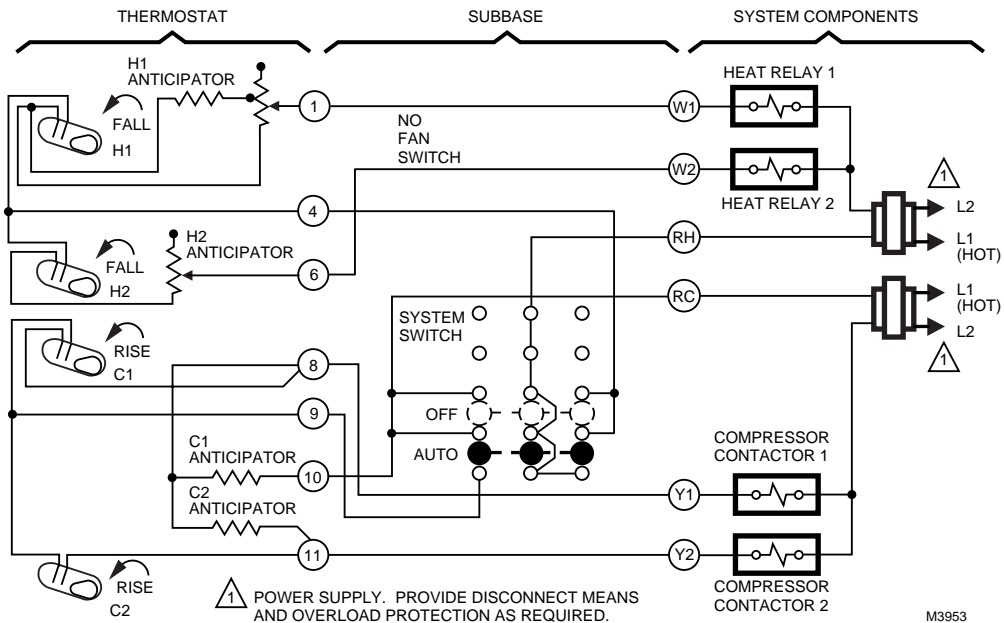 THERMOSTAT
SUBBASE
SYSTEM COMPONENTS
H1
ANTICIPATOR
FALL
H1
1
NO
FAN
SWITCH
W1
HEAT RELAY 1
W2
HEAT RELAY 2
1
L2
L1
(HOT)
4
RH
H2
ANTICIPATOR
FALL
H2
6
RC
L1
(HOT)
L2
1
SYSTEM
SWITCH
RISE
C1
8
9
OFF
AUTO
C1
ANTICIPATOR
10
C2
ANTICIPATOR
11
COMPRESSOR
CONTACTOR 1
Y1
Y2
COMPRESSOR
CONTACTOR 2
RISE
C2
1 POWER SUPPLY. PROVIDE DISCONNECT MEANS
AND OVERLOAD PROTECTION AS REQUIRED.
M3953